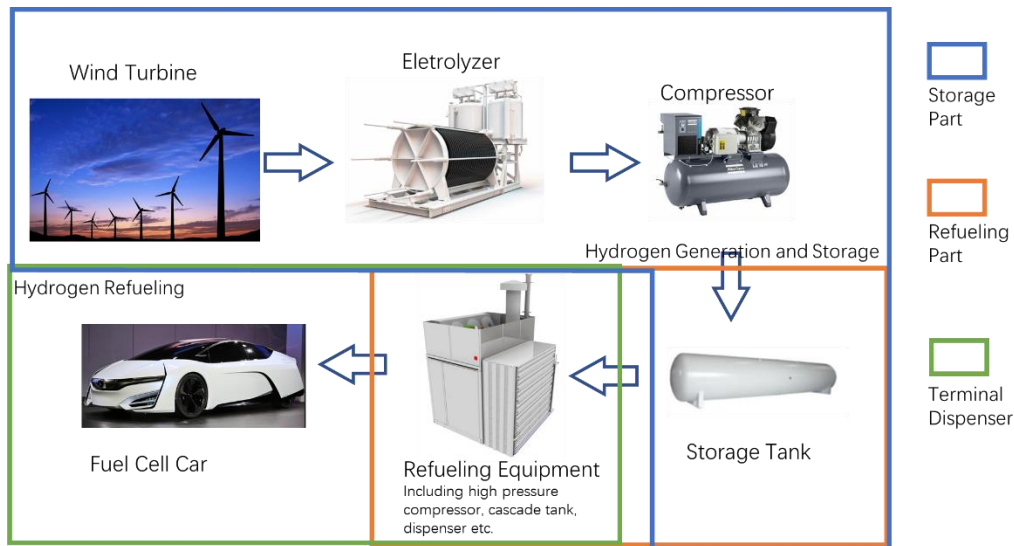 Wind Turbine
Eletrolyzer
Compressor
Storage
Part
Refueling
Part
Hydrogen Generation and Storage
Hydrogen Refueling
Terminal
Dispenser
Fuel Cell Car
Refueling Equipment
Including high pressure
compressor, cascade tank,
dispenser etc.
Storage Tank